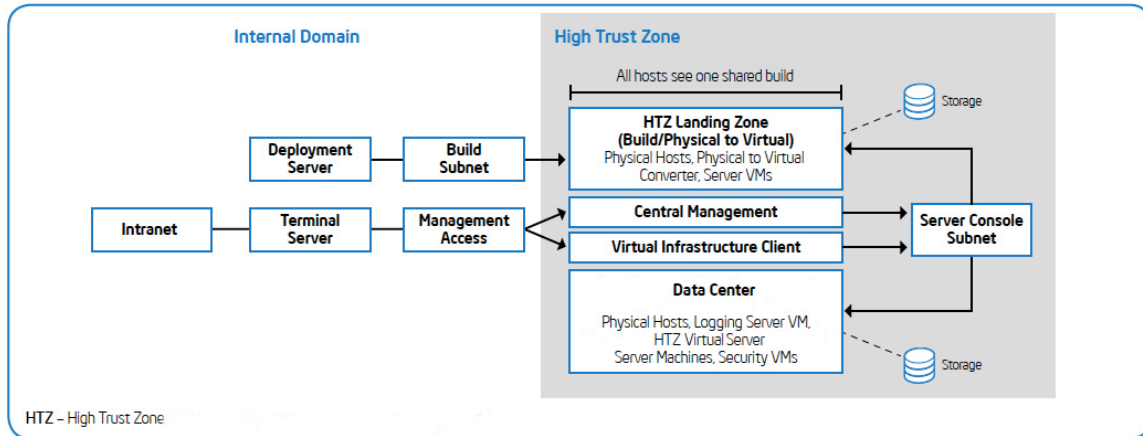 Internal Domain
High Trust Zone
All hosts see one shared build
Storage
HTZ Landing Zone
(Build/Physical to Virtual)
Physical Hosts, Physical to Virtual
Converter, Server VMs
Deployment
Server
Build
Subnet
Intranet
Terminal
Server
Management
Access
Central Management
Virtual Infrastructure Client
Server Console
Subnet
Data Center
Physical Hosts, Logging Server VM,
HTZ Virtual Server
Server Machines, Security VMs
Storage
HTZ – High Trust Zone